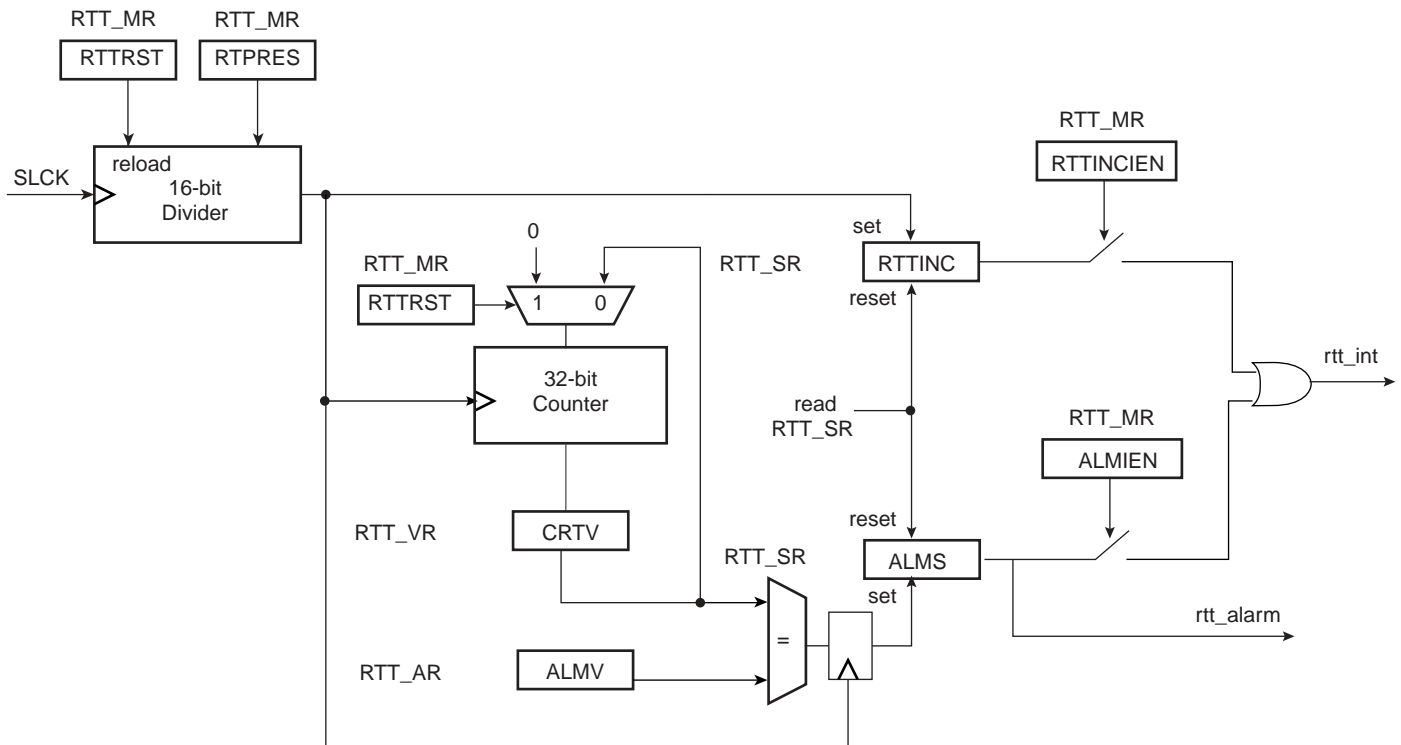 RTT_MR RTT_MR
RTTRST RTPRES
reload
SLCK 16-bit
Divider
RTT_MR
RTTINCIEN
0
set
RTT_MR RTT_SR RTTINC
RTTRST 1 0 reset
32-bit
Counter
rtt_int
read
RTT_SR
RTT_MR
ALMIEN
reset
RTT_VR CRTV
RTT_SR ALMS
set
rtt_alarm
=
RTT_AR ALMV